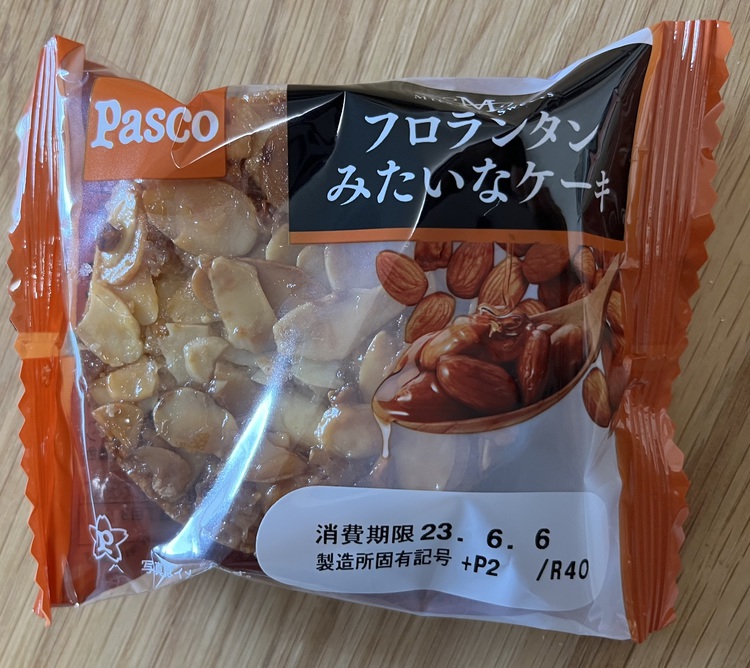 Pasco
フロランタン
みたいなケーキ
消費期限 23. 6. 6
製造所固有記号 +P2 /R40